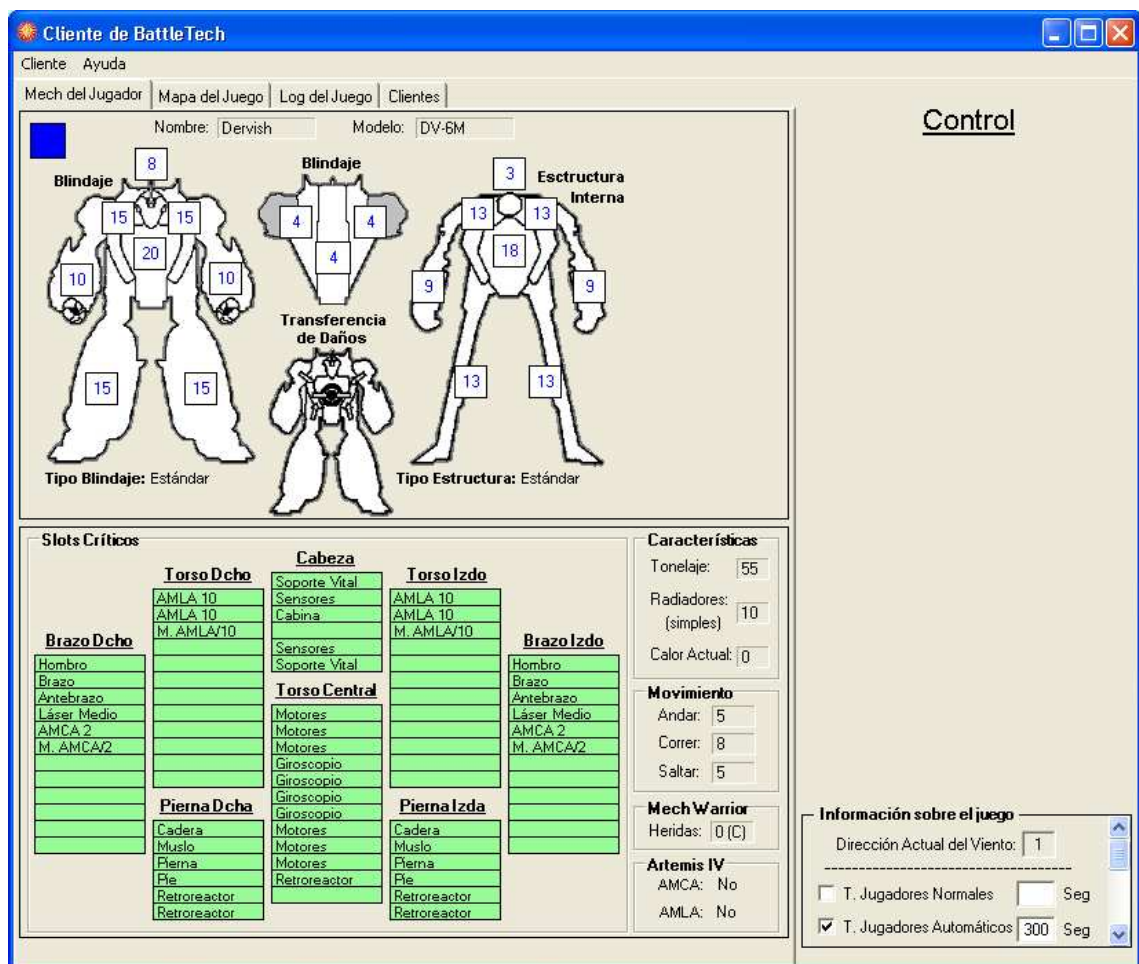 Cliente de BattleTech
Cliente Ayuda
Mech del Jugador Mapa del Juego Log del Juego Clientes
Nombre: Dervish Modelo: DV-6M
Blindaje
8
15 15
20
10 10
15 15
Tipo Blindaje: Estándar
Blindaje
4 4
4
Transferencia
de Daños
Esctructura
Interna
3
13 13
18
9 9
13 13
Tipo Estructura: Estándar
Slots Críticos
Brazo Dcho
Hombro
Brazo
Antebrazo
Láser Medio
AMCA 2
M. AMCA/2
Torso Dcho
AMLA 10
AMLA 10
M. AMLA/10
Pierna Dcha
Cadera
Muslo
Pierna
Pie
Retroreactor
Retroreactor
Cabeza
Soporte Vital
Sensores
Cabina
Sensores
Soporte Vital
Torso Central
Motores
Motores
Motores
Giroscopio
Giroscopio
Giroscopio
Giroscopio
Motores
Motores
Motores
Retroreactor
Torso Izdo
AMLA 10
AMLA 10
M. AMLA/10
Pierna Izda
Cadera
Muslo
Pierna
Pie
Retroreactor
Retroreactor
Brazo Izdo
Hombro
Brazo
Antebrazo
Láser Medio
AMCA 2
M. AMCA/2
Características
Tonelaje: 55
Radiadores: 10
(simples)
Calor Actual: 0
Movimiento
Andar: 5
Correr: 8
Saltar: 5
Mech Warrior
Heridas: 0 (C)
Artemis IV
AMCA: No
AMLA: No
Control
Información sobre el juego
Dirección Actual del Viento: 1
------------------------------------
T. Jugadores Normales Seg
T. Jugadores Automáticos 300 Seg